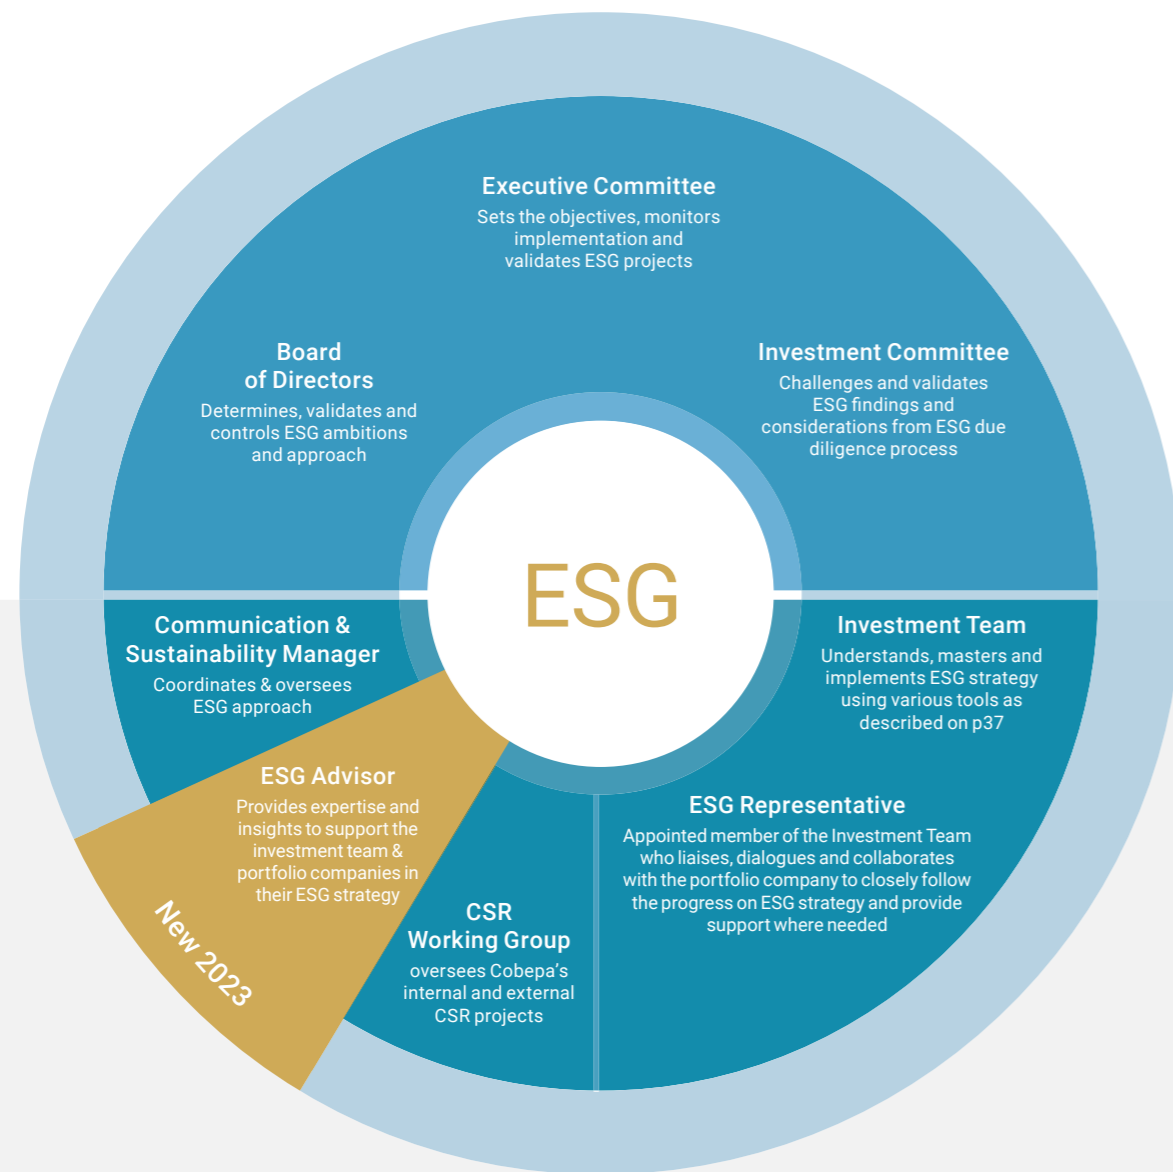 Executive Committee
Sets the objectives, monitors
implementation and
validates ESG projects
Board
of Directors
Determines, validates and
controls ESG ambitions
and approach
Investment Committee
Challenges and validates
ESG findings and
considerations from ESG due
diligence process
ESG
Communication &
Sustainability Manager
Coordinates & oversees
ESG approach
Investment Team
Understands, masters and
implements ESG strategy
using various tools as
described on p37
ESG Advisor
Provides expertise and
insights to support the
investment team &
portfolio companies in
their ESG strategy
New 2023
ESG Representative
Appointed member of the Investment Team
who liaises, dialogues and collaborates
with the portfolio company to closely follow
the progress on ESG strategy and provide
support where needed
CSR
Working Group
oversees Cobepa’s
internal and external
CSR projects